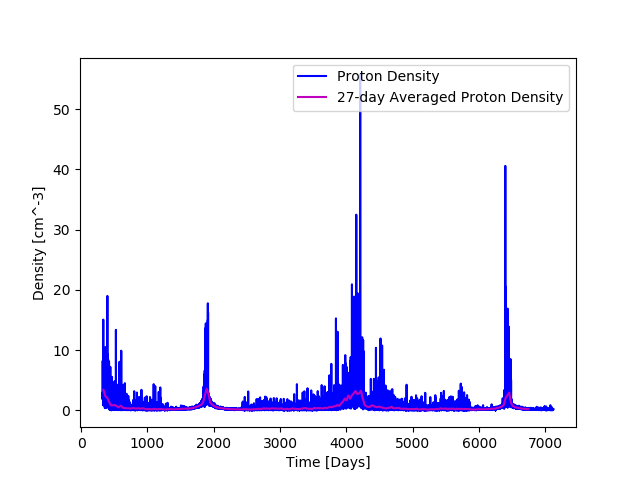 Proton Density
27-day Averaged Proton Density
Density [cm^-3]
50
40
30
20
10
0
0 1000 2000 3000 4000 5000 6000 7000
Time [Days]